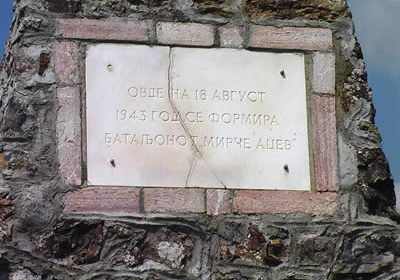 ОВДЕ НА 18 АВГУСТ
1943 ГОД СЕ ФОРМИРА
БАТАЉОНОТ „МИРЧЕ АЦЕВ“